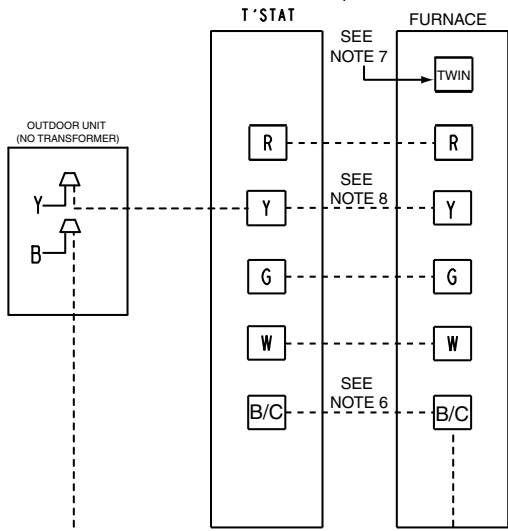 T'STAT
FURNACE
SEE
NOTE 7
TWIN
OUTDOOR UNIT
(NO TRANSFORMER)
R
R
SEE
NOTE 8
Y
Y
Y
B
G
G
W
W
SEE
NOTE 6
B/C
B/C